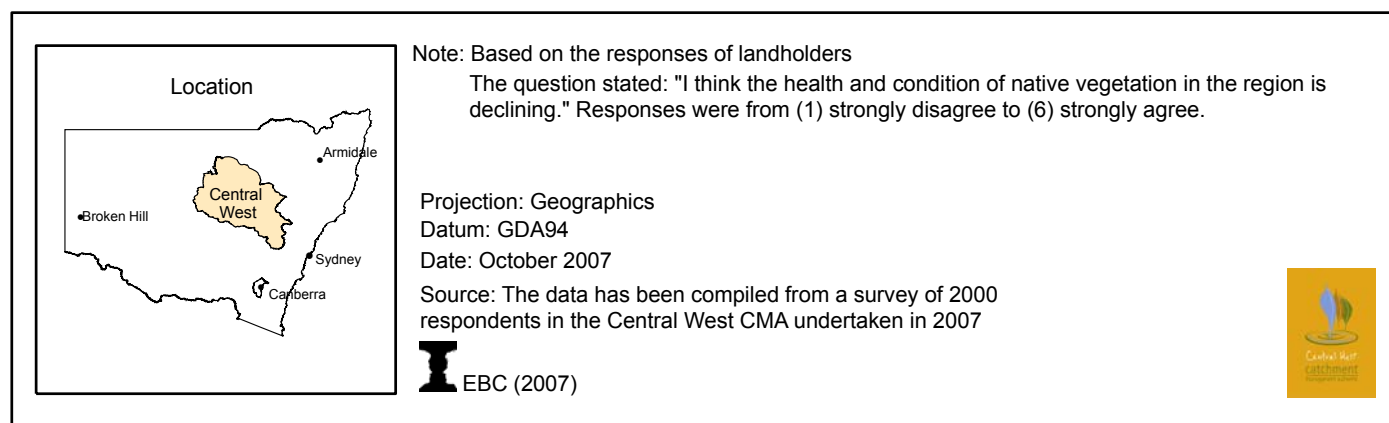 Location
Armidale
Central
West
Broken Hill
Sydney
Canberra
Note: Based on the responses of landholders
The question stated: "I think the health and condition of native vegetation in the region is
declining." Responses were from (1) strongly disagree to (6) strongly agree.
Projection: Geographics
Datum: GDA94
Date: October 2007
Source: The data has been compiled from a survey of 2000
respondents in the Central West CMA undertaken in 2007
EBC (2007)
Central West
catchment